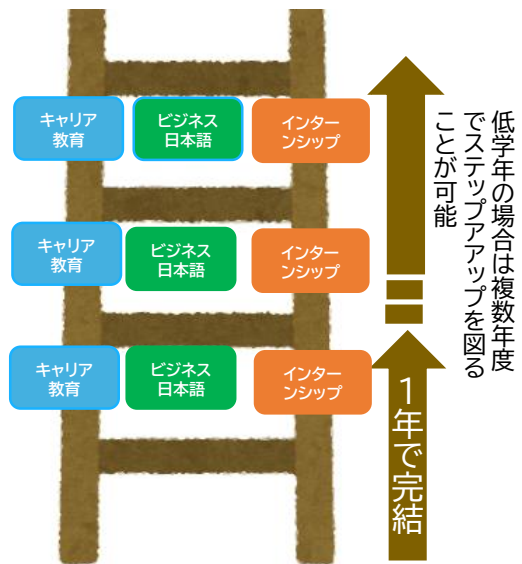 キャリア
教育
ビジネス
日本語
インター
ンシップ
キャリア
教育
ビジネス
日本語
インター
ンシップ
キャリア
教育
ビジネス
日本語
インター
ンシップ
低学年の場合は複数年度
でステップアアップを図る
ことが可能
1年で完結